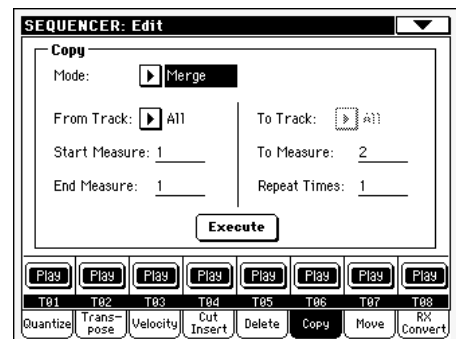 SEQUENCER: Edit
Copy
Mode: Merge
From Track: All
To Track: All
Start Measure: 1
To Measure: 2
End Measure: 1
Repeat Times: 1
Execute
Play Play Play Play Play Play Play Play
T01 T02 T03 T04 T05 T06 T07 T08
Quantize Trans-pose Velocity Cut Insert Delete Copy Move RX Convert